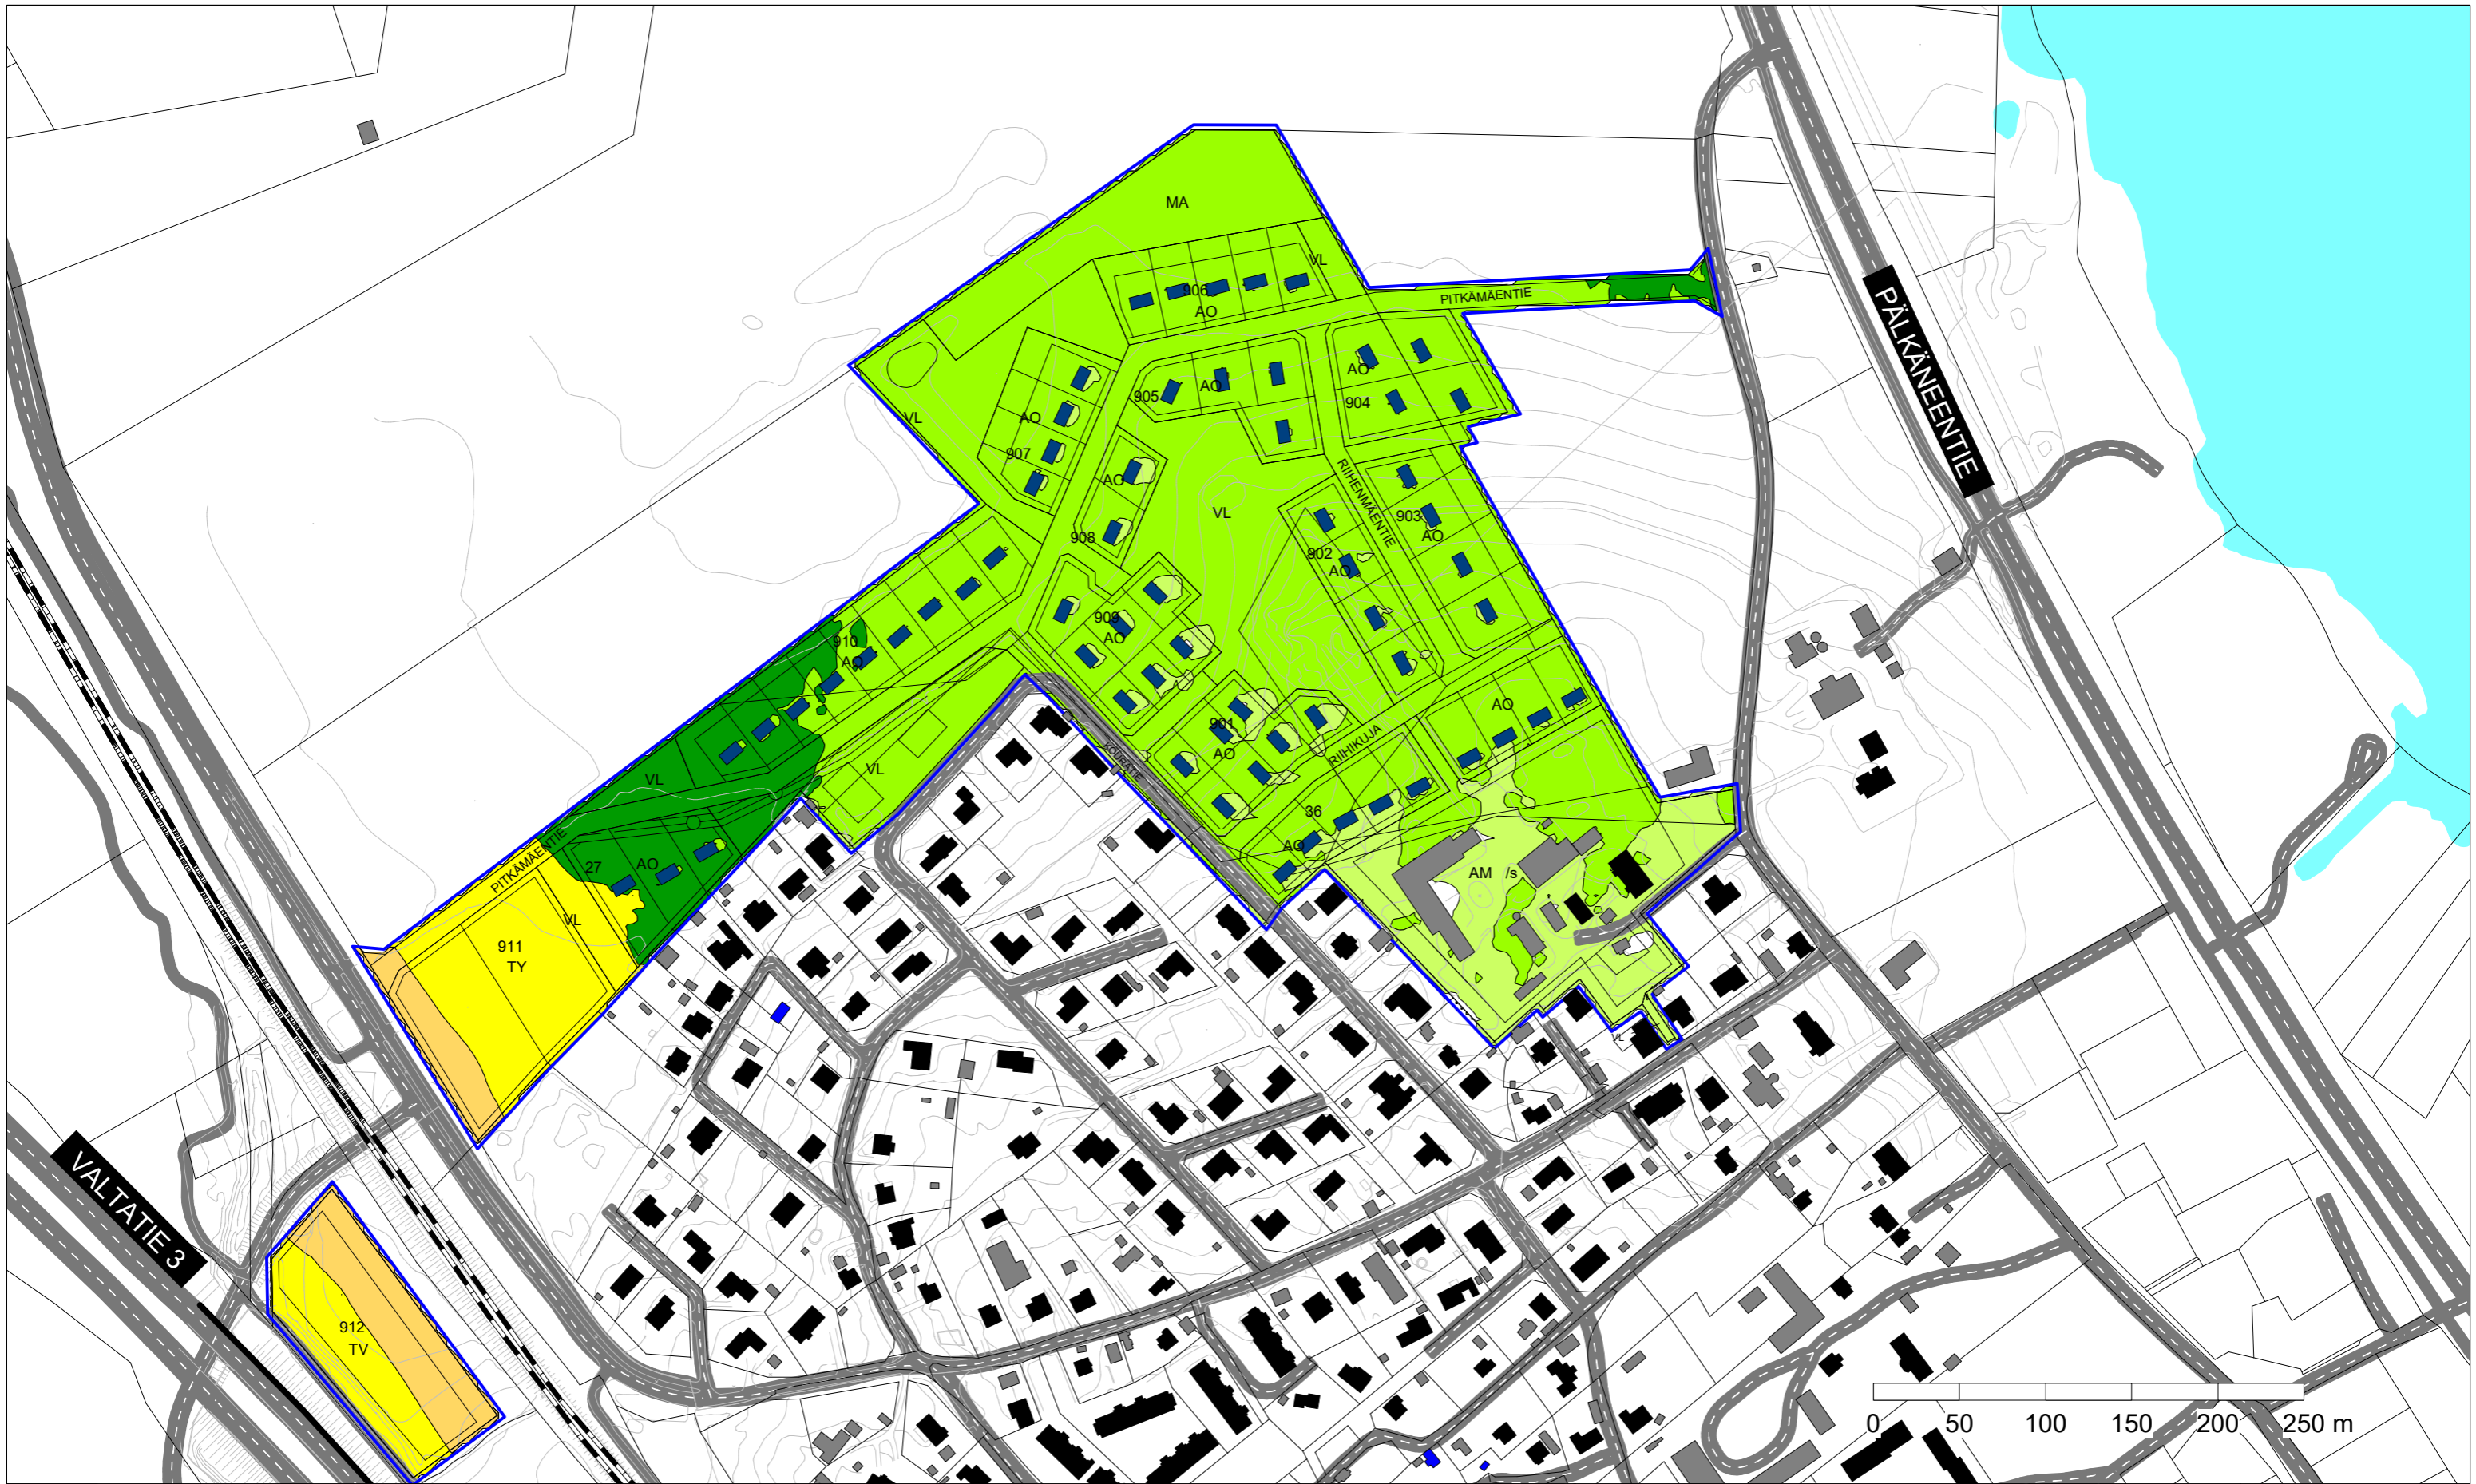 MA
VL
906
AO
PITKÄMÄENTIE
PÄLKÄNEENTIE
AO
905
AO
904
AO
907
VL
AO
908
VL
RIIHENMÄENTIE
903
AO
902
AO
909
AO
910
AO
AO
901
AO
RIIHIKUJA
KOURATIE
VL
VL
36
AO
PITKÄMÄENTIE
27
AO
AM /s
VL
911
TY
VL
VALTATIE 3
912
TV
0 50 100 150 200 250 m